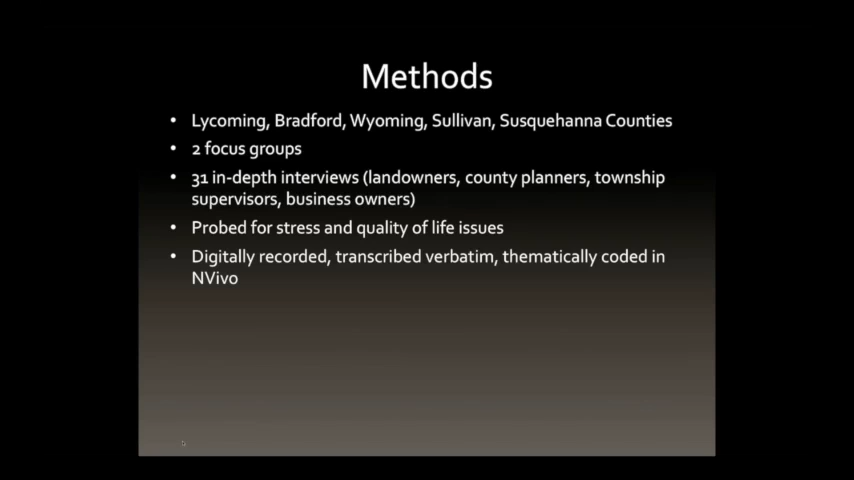 Methods
• Lycoming, Bradford, Wyoming, Sullivan, Susquehanna Counties
• 2 focus groups
• 31 in-depth interviews (landowners, county planners, township
supervisors, business owners)
• Probed for stress and quality of life issues
• Digitally recorded, transcribed verbatim, thematically coded in
NVivo